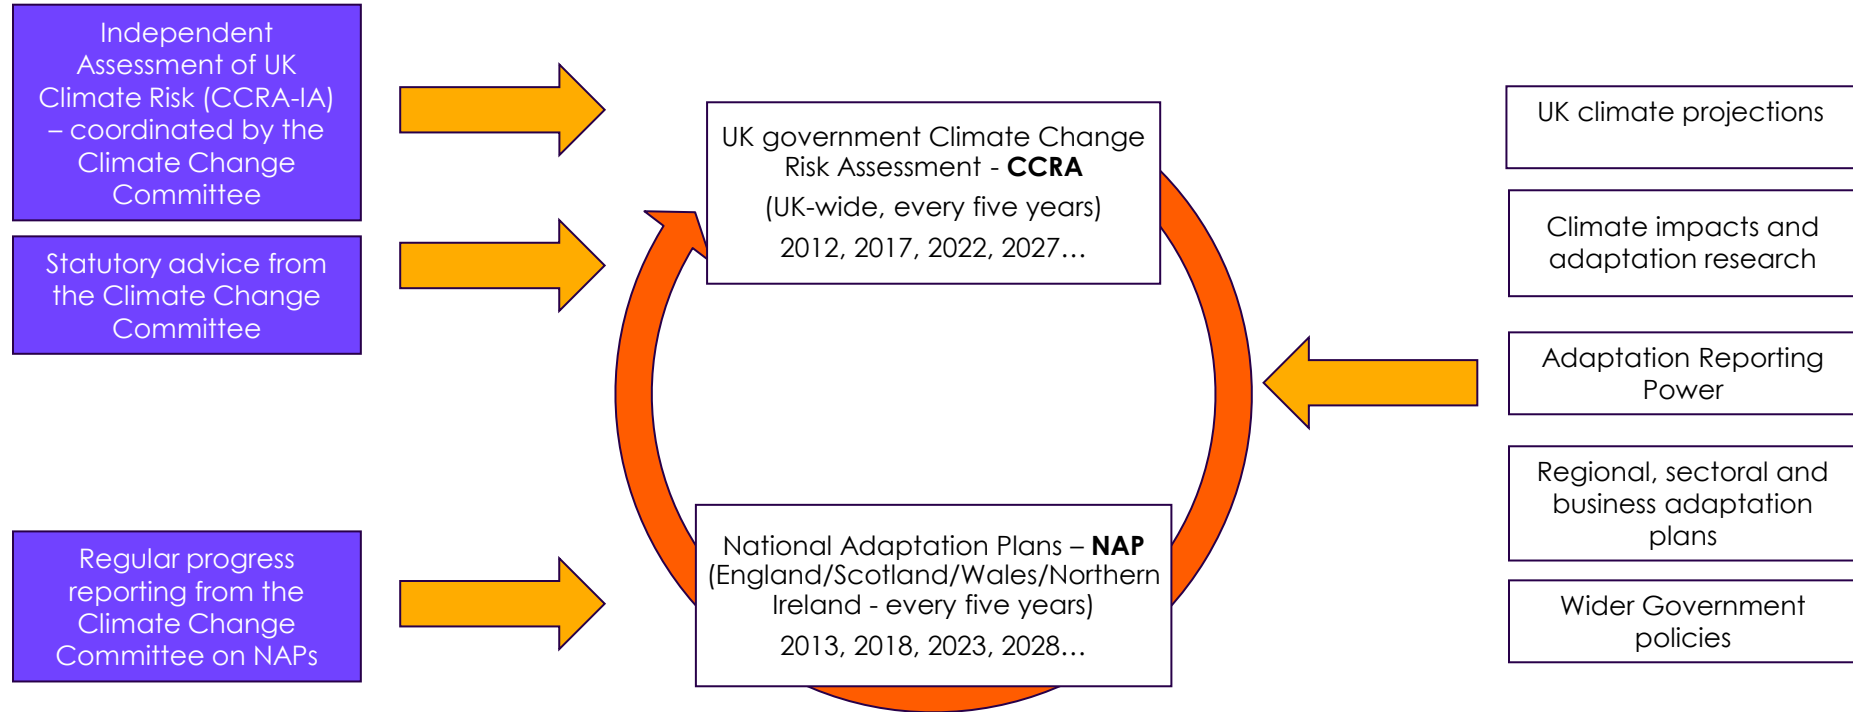 Independent
Assessment of UK
Climate Risk (CCRA-IA)
– coordinated by the
Climate Change
Committee
Statutory advice from
the Climate Change
Committee
Regular progress
reporting from the
Climate Change
Committee on NAPs
UK government Climate Change
Risk Assessment - CCRA
(UK-wide, every five years)
2012, 2017, 2022, 2027…
National Adaptation Plans – NAP
(England/Scotland/Wales/Northern
Ireland - every five years)
2013, 2018, 2023, 2028…
UK climate projections
Climate impacts and
adaptation research
Adaptation Reporting
Power
Regional, sectoral and
business adaptation
plans
Wider Government
policies